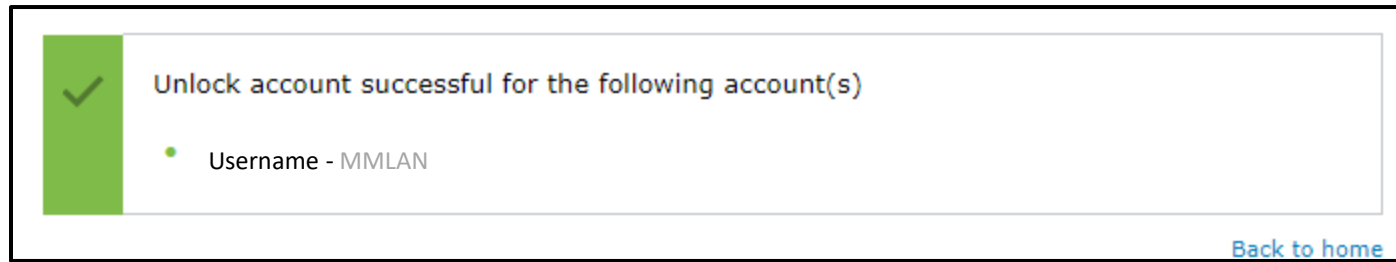 Unlock account successful for the following account(s)
Username - MMLAN
Back to home